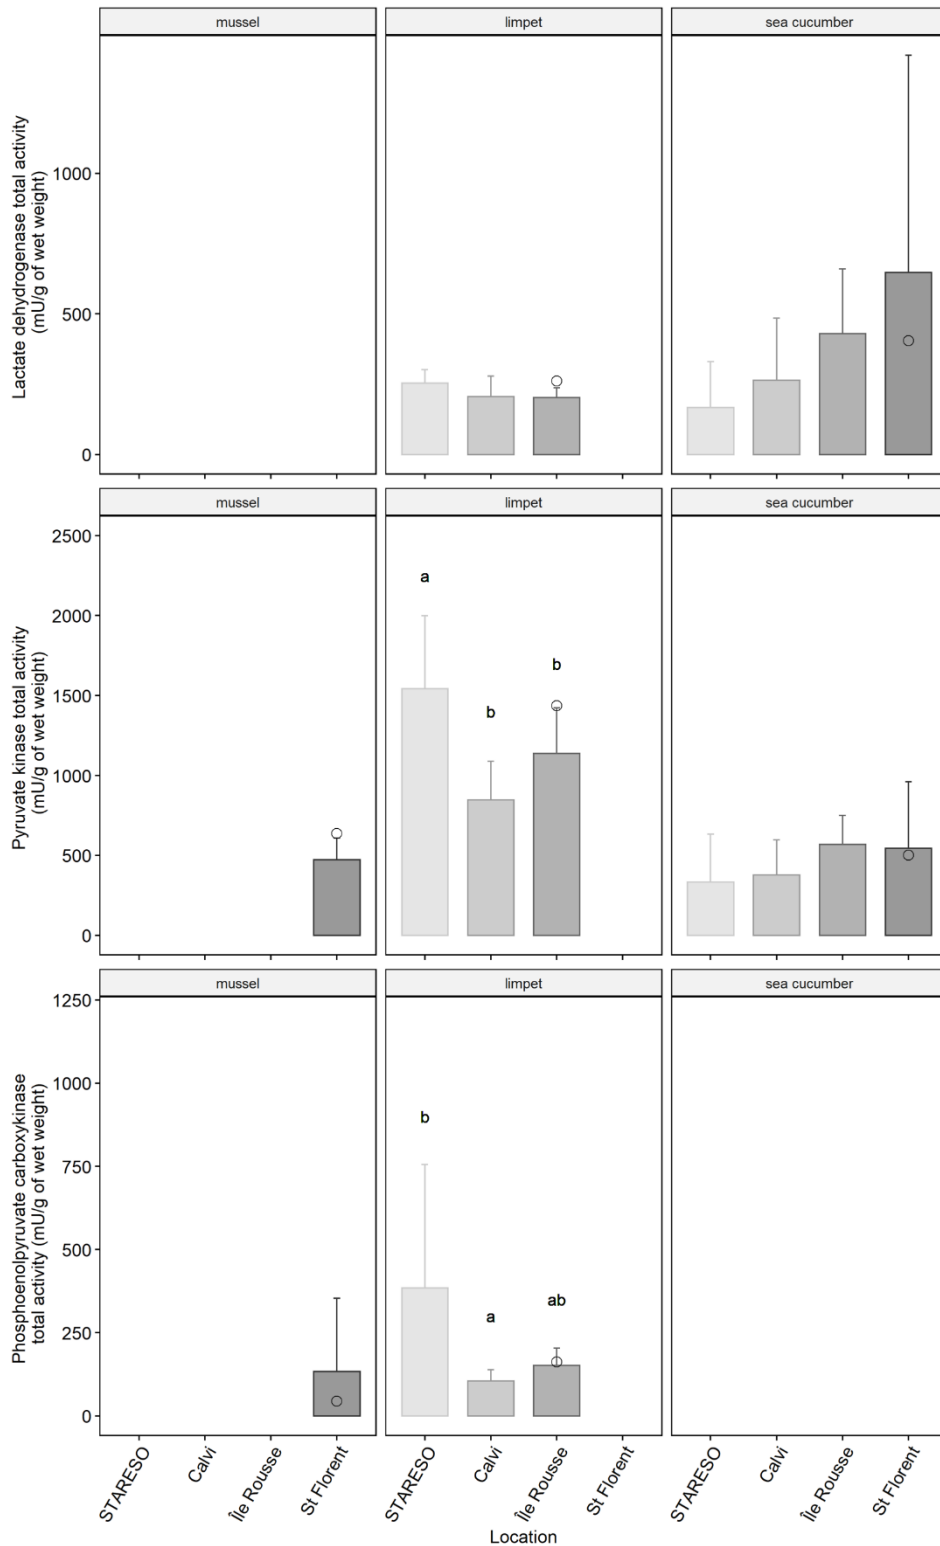 mussel limpet sea cucumber
Lactate dehydrogenase total activity
(mU/g of wet weight)
1000
500
0
mussel limpet sea cucumber
Pyruvate kinase total activity
(mU/g of wet weight)
2500
2000
1500
1000
500
0
a
b
b
mussel limpet sea cucumber
Phosphoenolpyruvate carboxykinase
total activity (mU/g of wet weight)
1250
1000
750
500
250
0
b
a
ab
STARESO Calvi Île Rousse St Florent STARESO Calvi Île Rousse St Florent STARESO Calvi Île Rousse St Florent
Location